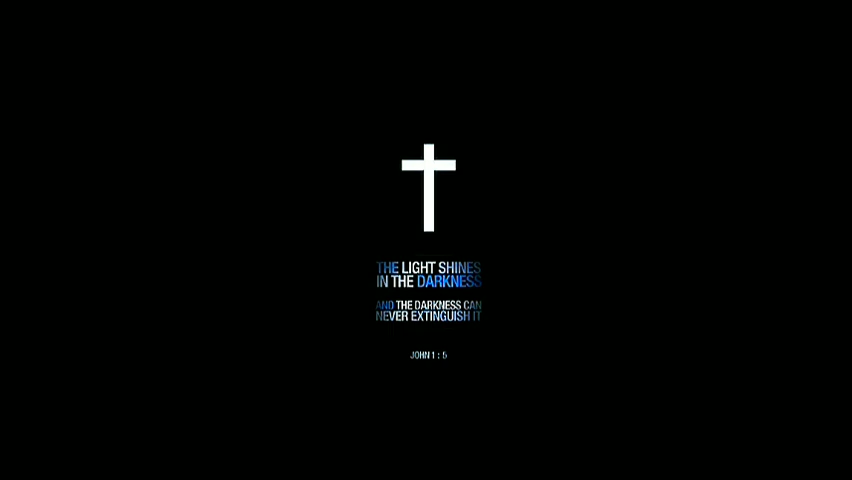 THE LIGHT SHINES
IN THE DARKNESS
AND THE DARKNESS CAN
NEVER EXTINGUISH IT
JOHN 1 : 5